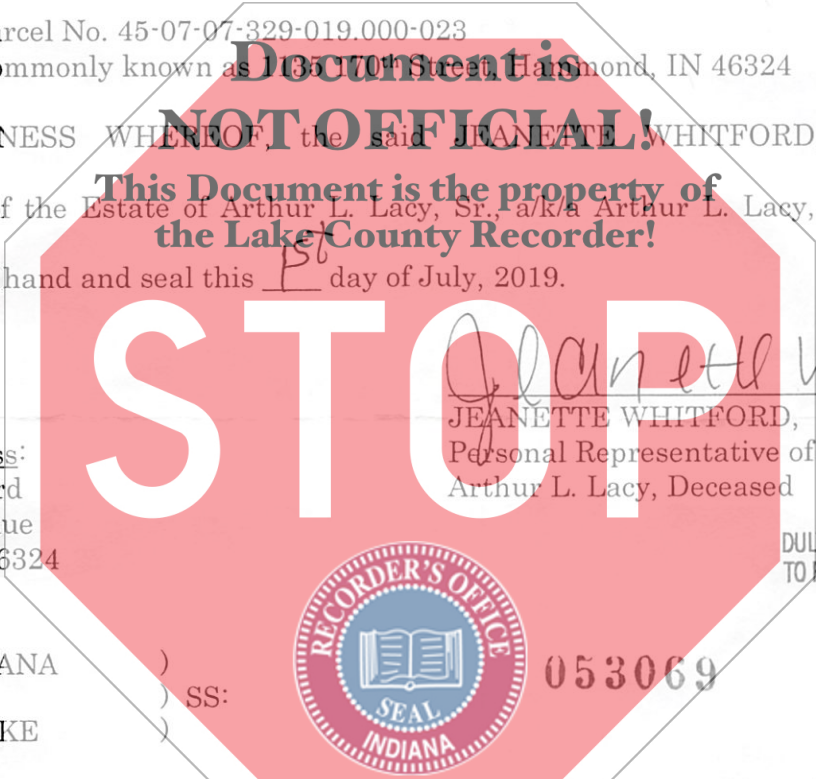 rcel No. 45-07-07-329-019.000-023
Document is
ommonly known as 1135 170th Street, Hammond, IN 46324
NOT OFFICIAL!
NESS WHEREOF, the said JEANETTE WHITFORD
This Document is the property of
f the Estate of Arthur L. Lacy, Sr., a/k/a Arthur L. Lacy,
the Lake County Recorder!
hand and seal this 1st day of July, 2019.
STOP
Jeanette W
JEANETTE WHITFORD,
ss:
Personal Representative of
rd
Arthur L. Lacy, Deceased
ue
DUL
6324
TO F
RECORDER'S OFFICE
SEAL
INDIANA
053069
ANA )
) SS:
KE )